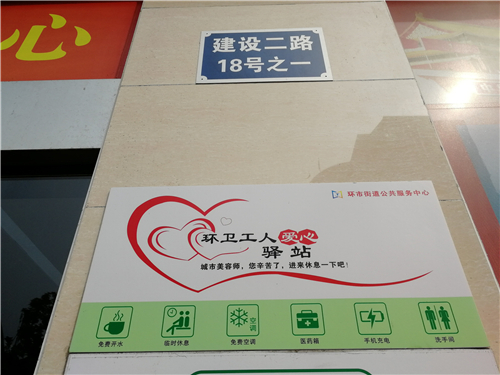 心
建设二路
18号之一
环市街道公共服务中心
环卫工人爱心
驿站
城市美容师，您辛苦了，进来休息一下吧！
空调
免费开水 临时休息 免费空调 医药箱 手机充电 洗手间